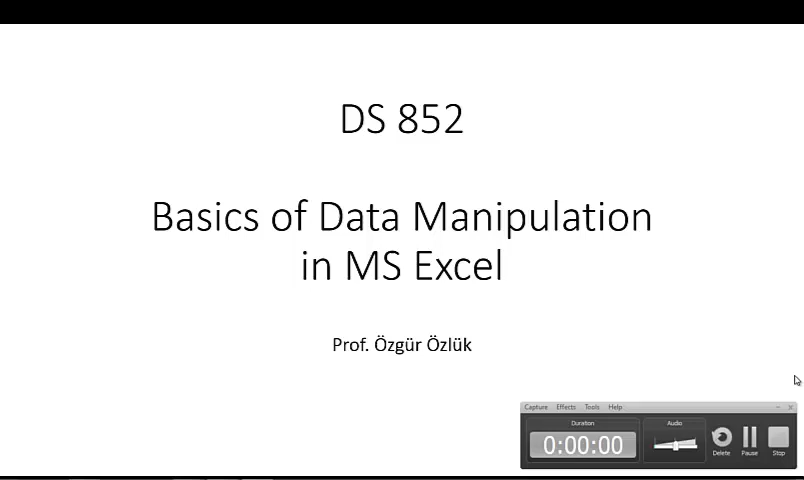 DS 852
Basics of Data Manipulation
in MS Excel
Prof. Özgür Özlük
Capture Effects Tools Help
Duration
Audio
0:00:00
Delete Pause Stop